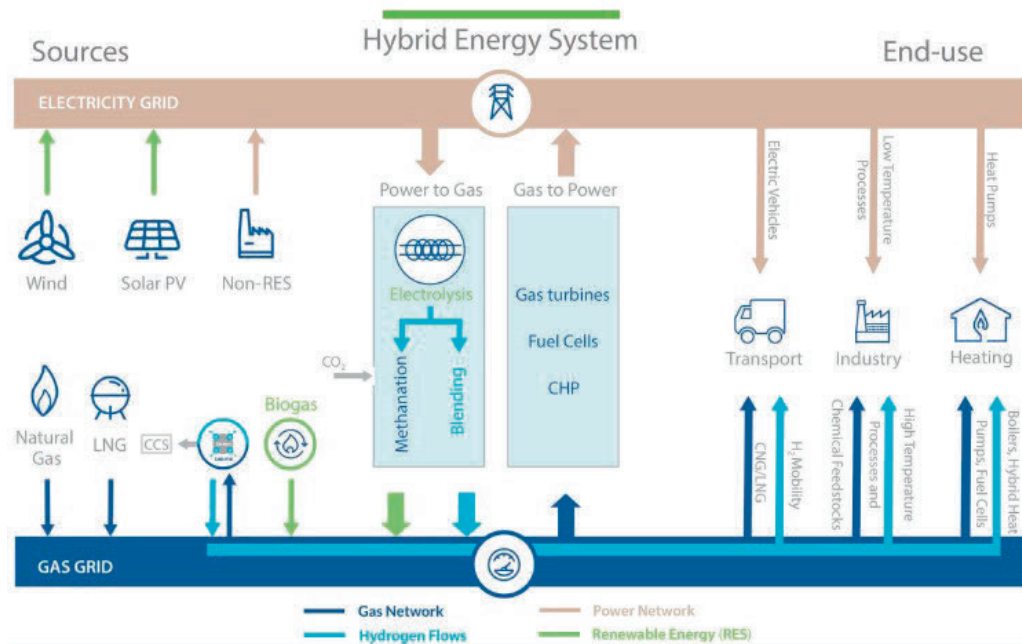 Hybrid Energy System
Sources
End-use
ELECTRICITY GRID
Power to Gas
Gas to Power
Electric Vehicles
Low Temperature
Processes
Heat Pumps
Wind
Solar PV
Non-RES
Electrolysis
Methanation
Blending
Gas turbines
Fuel Cells
CHP
Transport
Industry
Heating
CO₂
Natural
Gas
LNG
CCS
Biogas
CNG/LNG
H₂ Mobility
Chemical Feedstocks
Processes and
High Temperature
Pumps, Fuel Cells
Boilers, Hybrid Heat
GAS GRID
Gas Network
Power Network
Hydrogen Flows
Renewable Energy (RES)